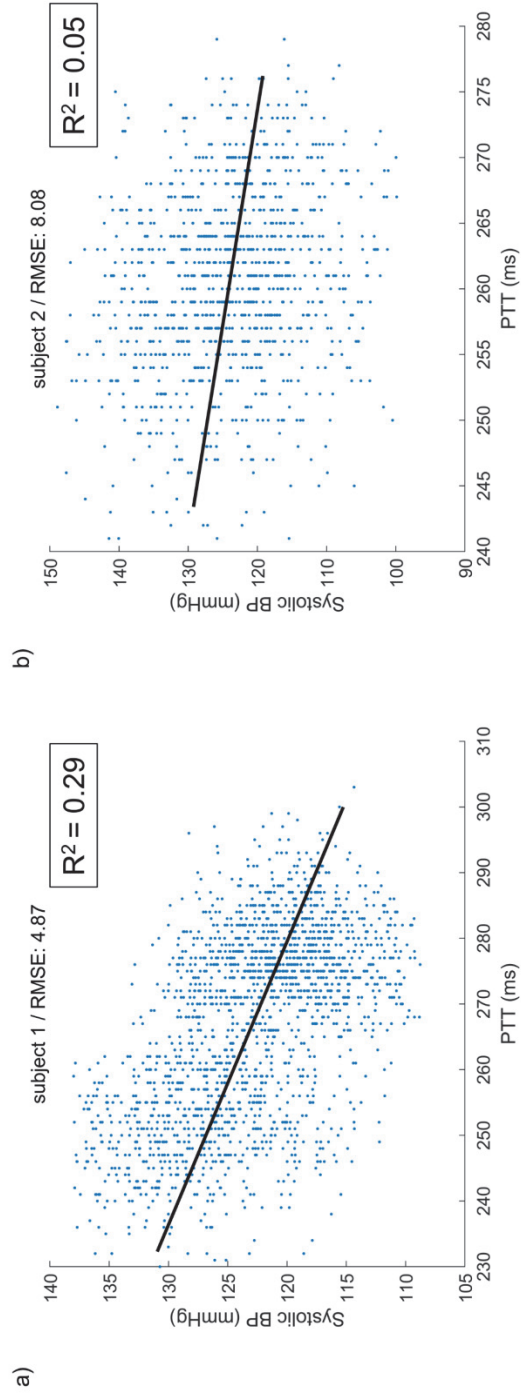 a)
subject 1 / RMSE: 4.87
R² = 0.29
Systolic BP (mmHg)
140
135
130
125
120
115
110
105
230 240 250 260 270 280 290 300 310
PTT (ms)
b)
subject 2 / RMSE: 8.08
R² = 0.05
Systolic BP (mmHg)
150
140
130
120
110
100
90
240 245 250 255 260 265 270 275 280
PTT (ms)